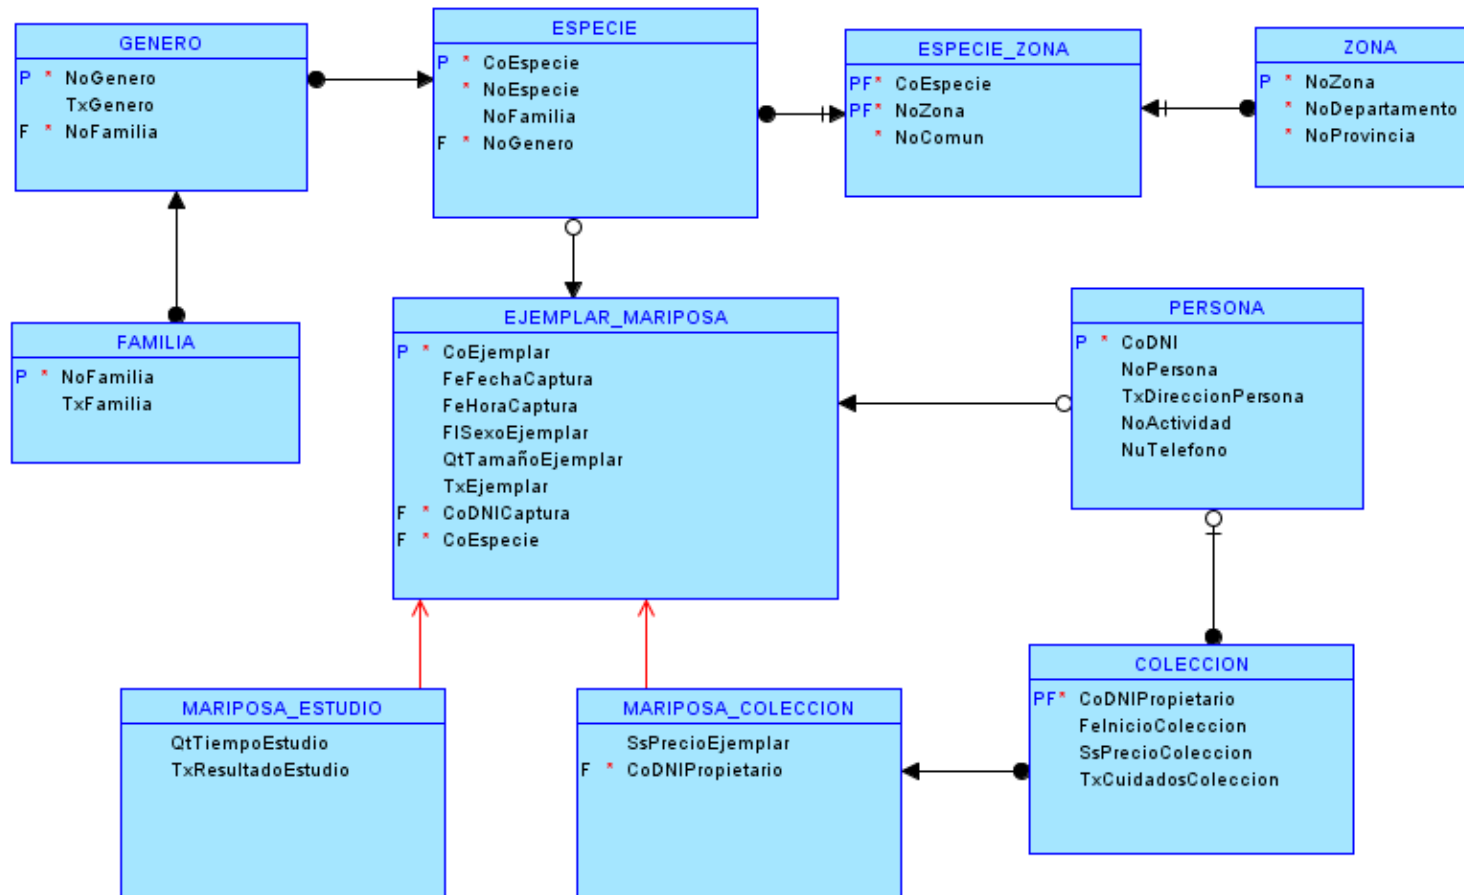 GENERO
P * NoGenero
TxGenero
F * NoFamilia
ESPECIE
P * CoEspecie
* NoEspecie
NoFamilia
F * NoGenero
ESPECIE_ZONA
PF* CoEspecie
PF* NoZona
* NoComun
ZONA
P * NoZona
* NoDepartamento
* NoProvincia
FAMILIA
P * NoFamilia
TxFamilia
EJEMPLAR_MARIPOSA
P * CoEjemplar
FeFechaCaptura
FeHoraCaptura
FlSexoEjemplar
QtTamañoEjemplar
TxEjemplar
F * CoDNICaptura
F * CoEspecie
PERSONA
P * CoDNI
NoPersona
TxDireccionPersona
NoActividad
NuTelefono
MARIPOSA_ESTUDIO
QtTiempoEstudio
TxResultadoEstudio
MARIPOSA_COLECCION
SsPrecioEjemplar
F * CoDNIPropietario
COLECCION
PF* CoDNIPropietario
FeInicioColeccion
SsPrecioColeccion
TxCuidadosColeccion